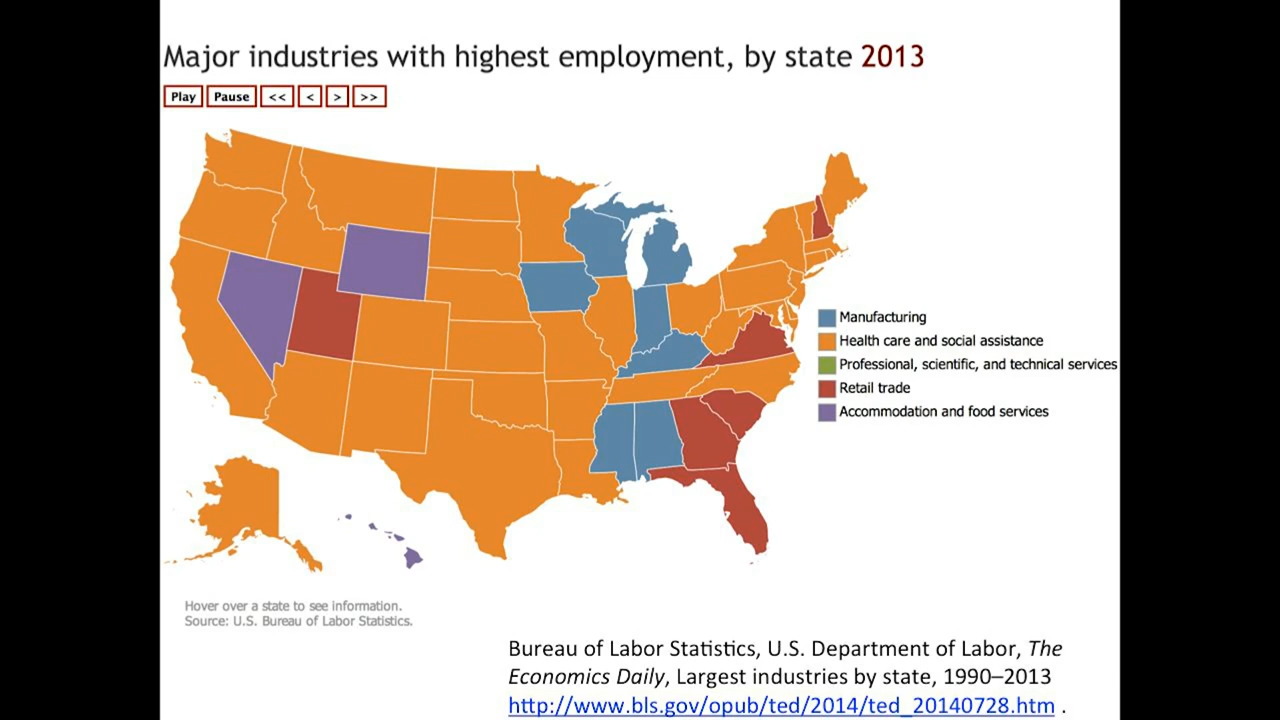 Major industries with highest employment, by state 2013
Play Pause << < > >>
Manufacturing
Health care and social assistance
Professional, scientific, and technical services
Retail trade
Accommodation and food services
Hover over a state to see information.
Source: U.S. Bureau of Labor Statistics.
Bureau of Labor Statistics, U.S. Department of Labor, The
Economics Daily, Largest industries by state, 1990–2013
http://www.bls.gov/opub/ted/2014/ted_20140728.htm .